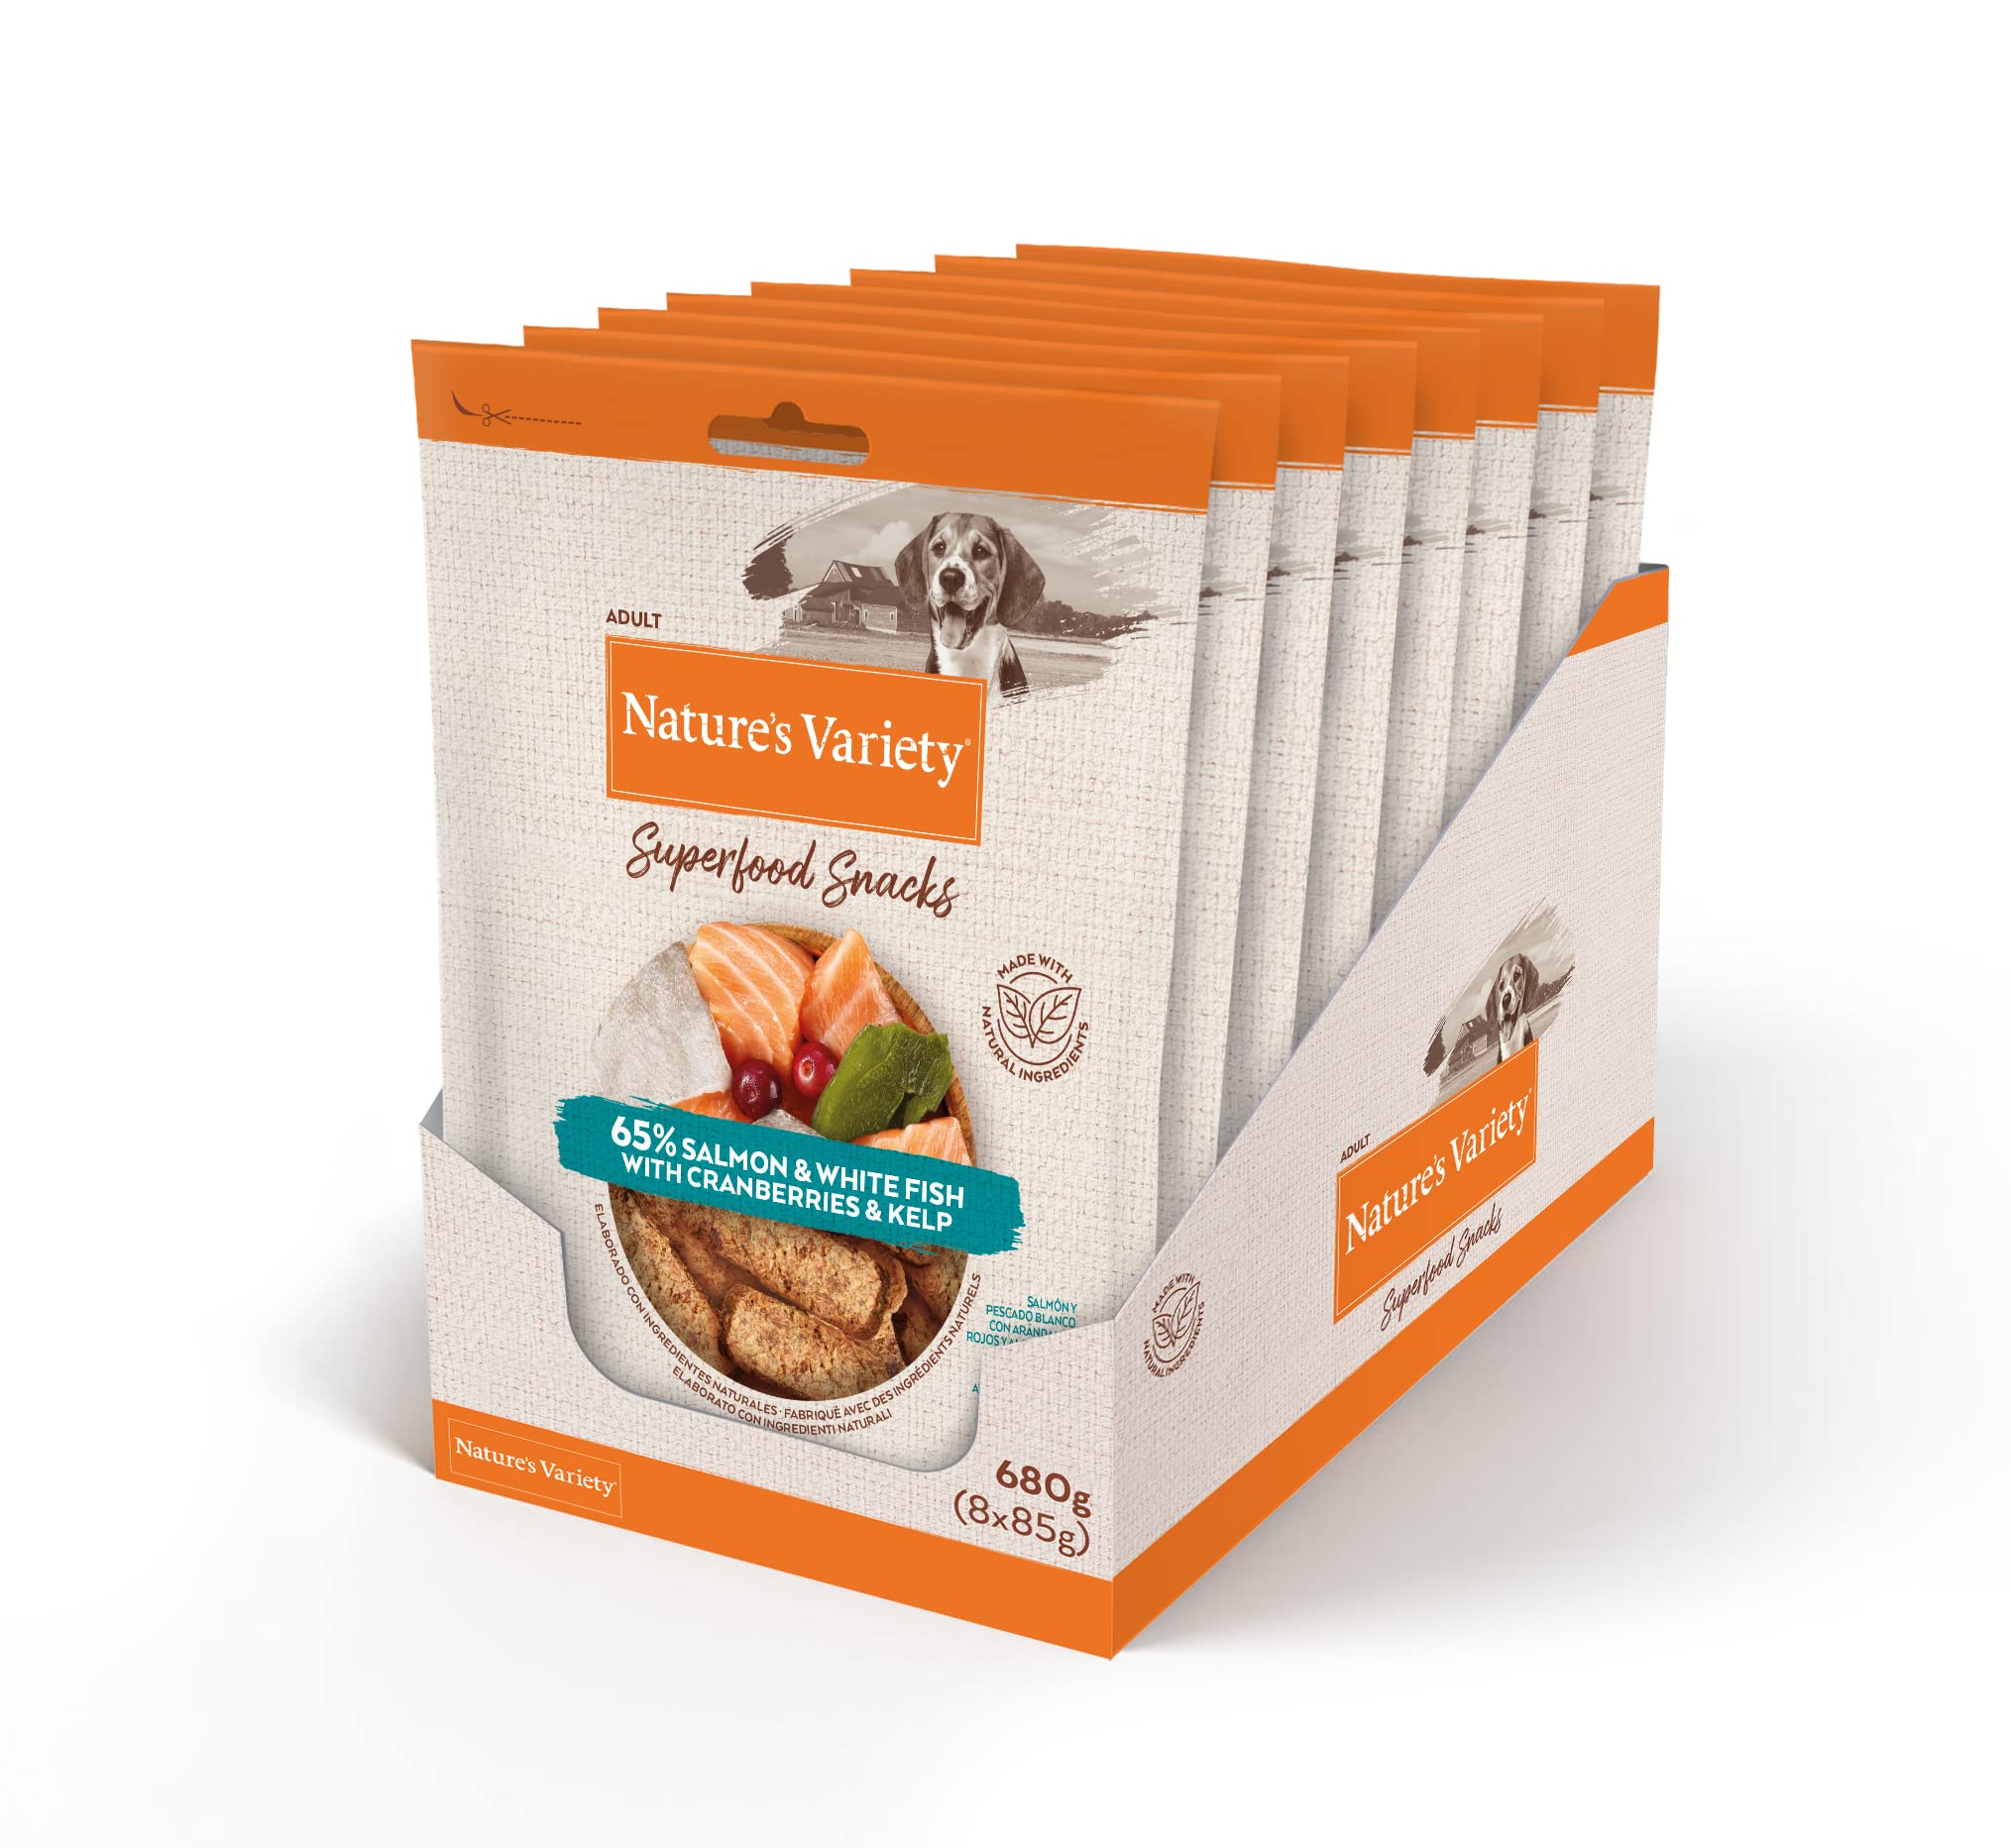 ADULT
Nature's Variety®
Superfood Snacks
MADE WITH
NATURAL INGREDIENTS
65% SALMON & WHITE FISH
WITH CRANBERRIES & KELP
ELABORADO CON INGREDIENTES NATURALES · FABRIQUÉ AVEC DES INGRÉDIENTS NATURELS
ELABORATO CON INGREDIENTI NATURALI
SALMÓN Y
PESCADO BLANCO
CON
ROJOS Y
A
Nature's Variety
680g
(8x85g)
ADULT
Nature's Variety®
Superfood Snacks
MADE WITH
NATURAL INGREDIENTS